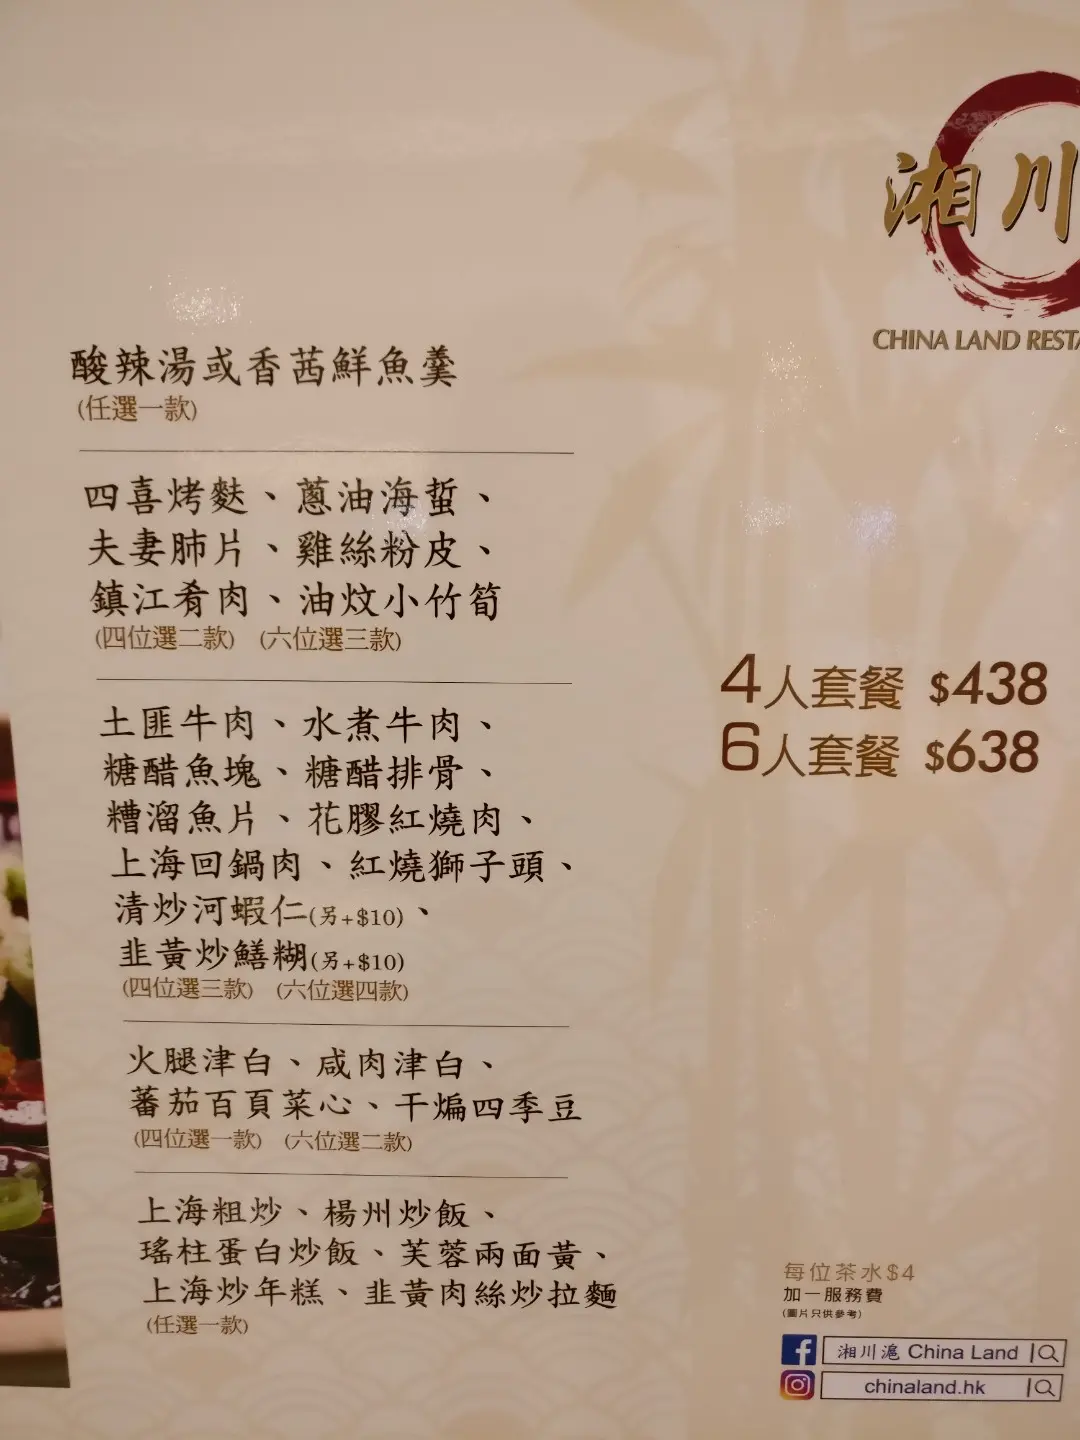 湘川
CHINA LAND RESTA
酸辣湯或香茜鮮魚羹
(任選一款)
四喜烤麩、蔥油海蜇、
夫妻肺片、雞絲粉皮、
鎮江肴肉、油炆小竹筍
(四位選二款) (六位選三款)
土匪牛肉、水煮牛肉、
糖醋魚塊、糖醋排骨、
糟溜魚片、花膠紅燒肉、
上海回鍋肉、紅燒獅子頭、
清炒河蝦仁(另+$10)、
韭黃炒鱔糊(另+$10)
(四位選三款) (六位選四款)
火腿津白、咸肉津白、
蕃茄百頁菜心、干煸四季豆
(四位選一款) (六位選二款)
上海粗炒、楊州炒飯、
瑤柱蛋白炒飯、芙蓉兩面黃、
上海炒年糕、韭黃肉絲炒拉麵
(任選一款)
4人套餐 $438
6人套餐 $638
每位茶水$4
加一服務費
(圖片只供參考)
湘川滬 China Land
chinaland.hk